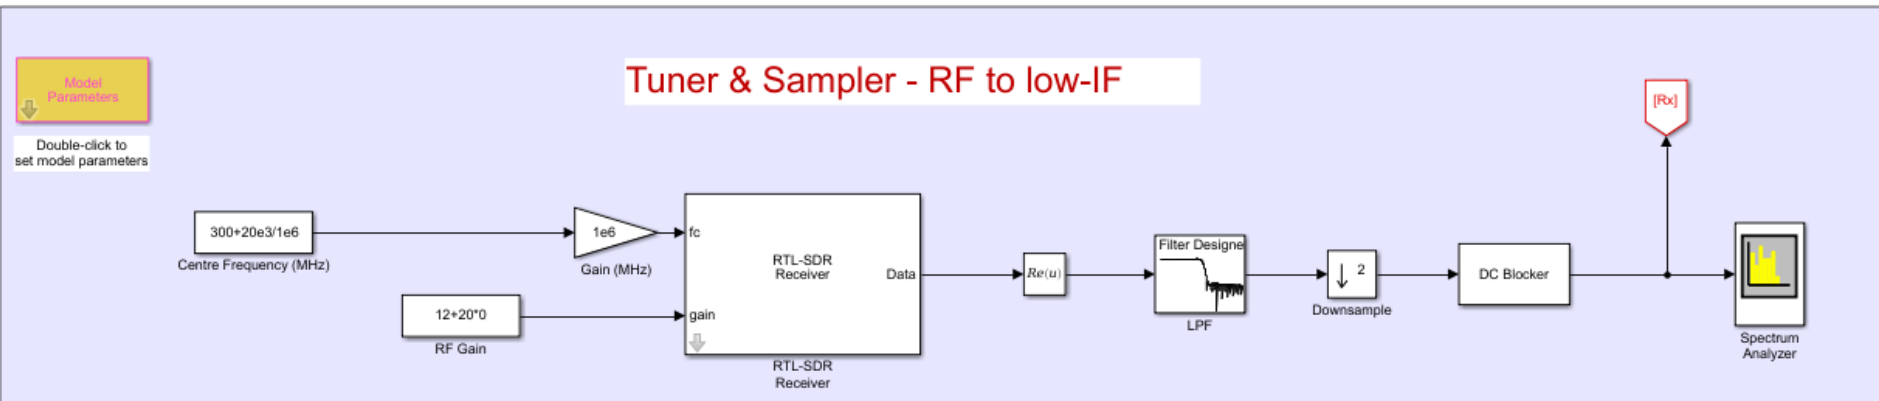 Tuner & Sampler - RF to low-IF
Model
Parameters
Double-click to
set model parameters
[Rx]
300+20e3/1e6
Centre Frequency (MHz)
1e6
Gain (MHz)
12+20*0
RF Gain
fc
gain
RTL-SDR
Receiver
Data
RTL-SDR
Receiver
Re(u)
Filter Designe
LPF
2
Downsample
DC Blocker
Spectrum
Analyzer